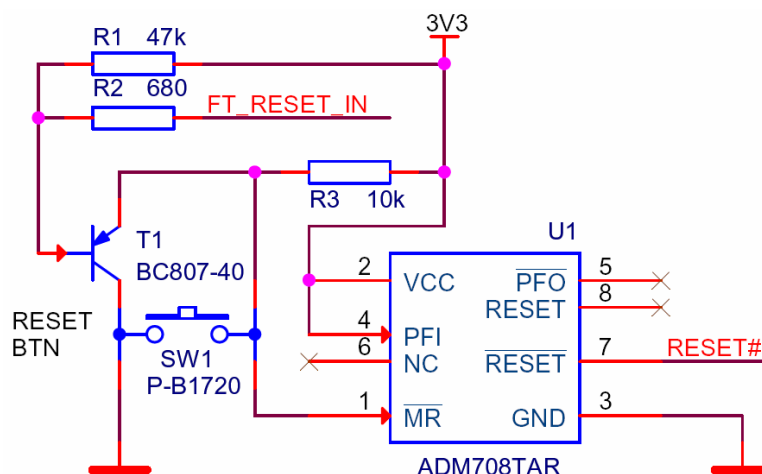 3V3
R1 47k
R2 680
FT_RESET_IN
R3 10k
U1
T1
BC807-40
2 VCC
PFO 5
RESET 8
4 PFI
6 NC
RESET 7
RESET#
1 MR
GND 3
RESET
BTN
SW1
P-B1720
ADM708TAR